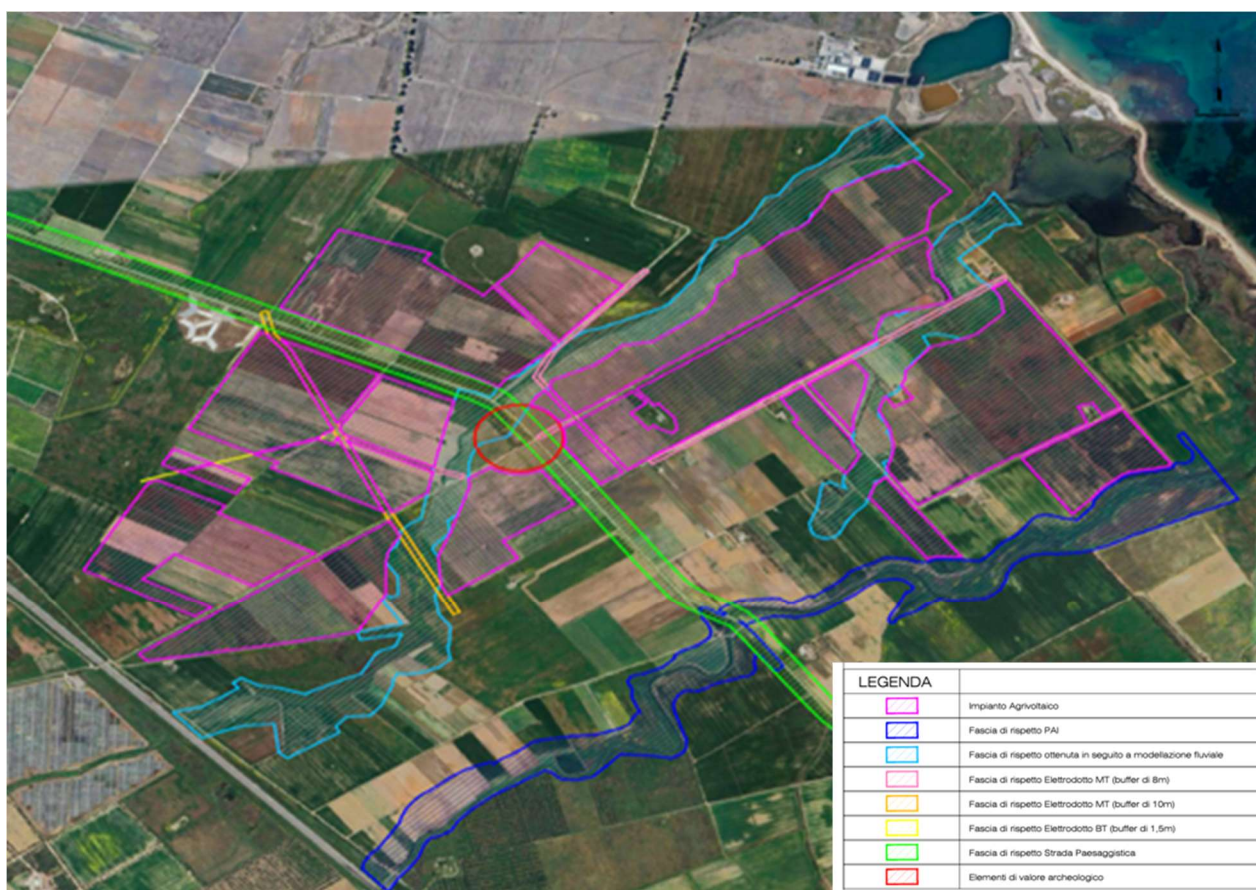 LEGENDA
Impianto Agrivoltaico
Fascia di rispetto PAI
Fascia di rispetto ottenuta in seguito a modellazione fluviale
Fascia di rispetto Elettrodotto MT (buffer di 8m)
Fascia di rispetto Elettrodotto MT (buffer di 10m)
Fascia di rispetto Elettrodotto BT (buffer di 1,5m)
Fascia di rispetto Strada Paesaggistica
Elementi di valore archeologico